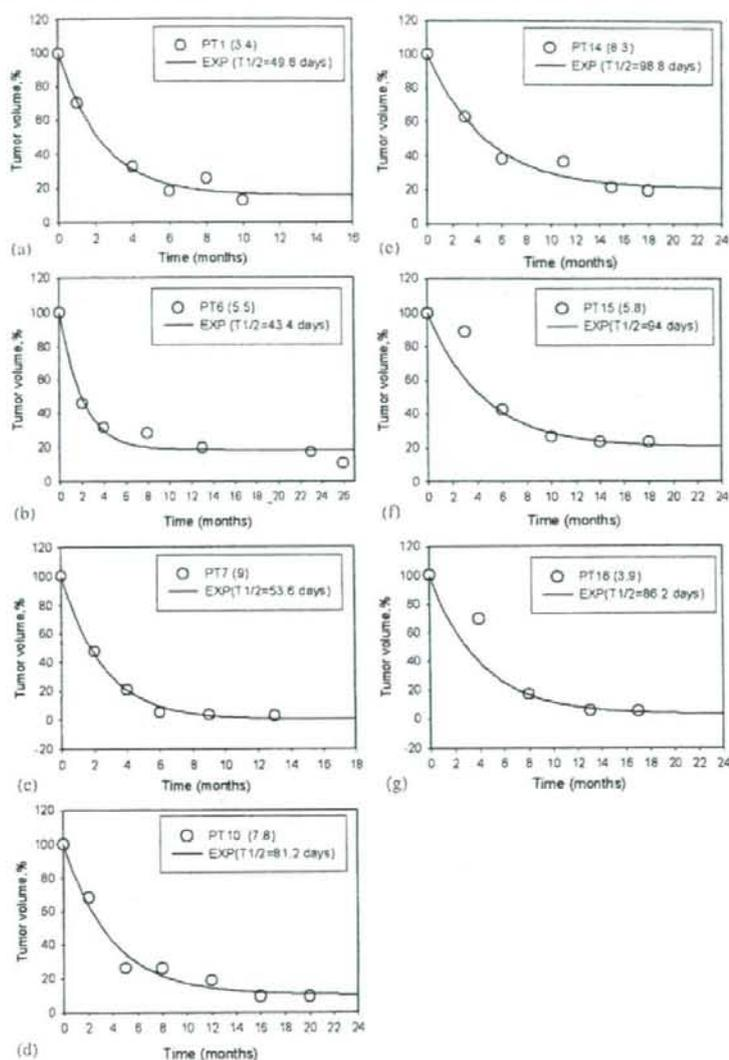 120
100
80
60
40
20
0
Tumor volume,%
PT1 (3.4)
EXP (T1/2=49.8 days)
0 2 4 6 8 10 12 14 16
Time (months)
(a)
120
100
80
60
40
20
0
Tumor volume,%
PT14 (8.3)
EXP (T1/2=98.8 days)
0 2 4 6 8 10 12 14 16 18 20 22 24
Time (months)
(e)
120
100
80
60
40
20
0
Tumor volume,%
PT6 (5.5)
EXP (T1/2=43.4 days)
0 2 4 6 8 10 12 14 16 18 20 22 24 26
Time (months)
(b)
120
100
80
60
40
20
0
Tumor volume,%
PT15 (5.8)
EXP(T1/2=94 days)
0 2 4 6 8 10 12 14 16 18 20 22 24
Time (months)
(f)
120
100
80
60
40
20
0
-20
Tumor volume,%
PT7 (9)
EXP(T1/2=53.6 days)
0 2 4 6 8 10 12 14 16 18
Time (months)
(c)
120
100
80
60
40
20
0
-20
Tumor volume,%
PT16 (3.9)
EXP(T1/2=86.2 days)
0 2 4 6 8 10 12 14 16 18 20 22 24
Time (months)
(g)
120
100
80
60
40
20
0
Tumor volume,%
PT10 (7.8)
EXP(T1/2=81.2 days)
0 2 4 6 8 10 12 14 16 18 20 22 24
Time (months)
(d)